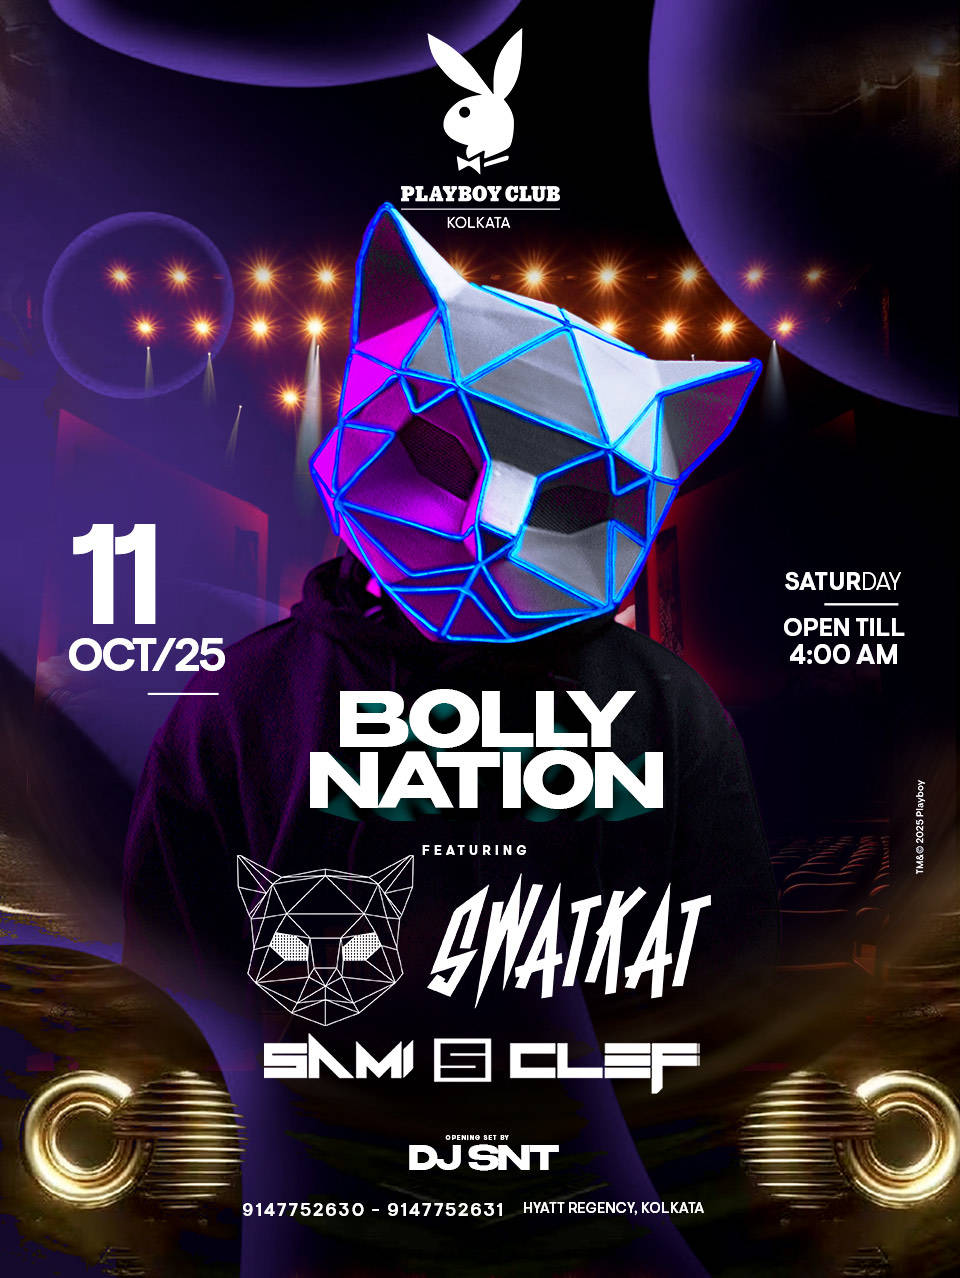 PLAYBOY CLUB
KOLKATA
11
OCT/25
SATURDAY
OPEN TILL
4:00 AM
BOLLY
NATION
TM&© 2025 Playboy
FEATURING
SWATKAT
SAMI S CLEF
OPENING SET BY
DJ SNT
9147752630 - 9147752631 HYATT REGENCY, KOLKATA